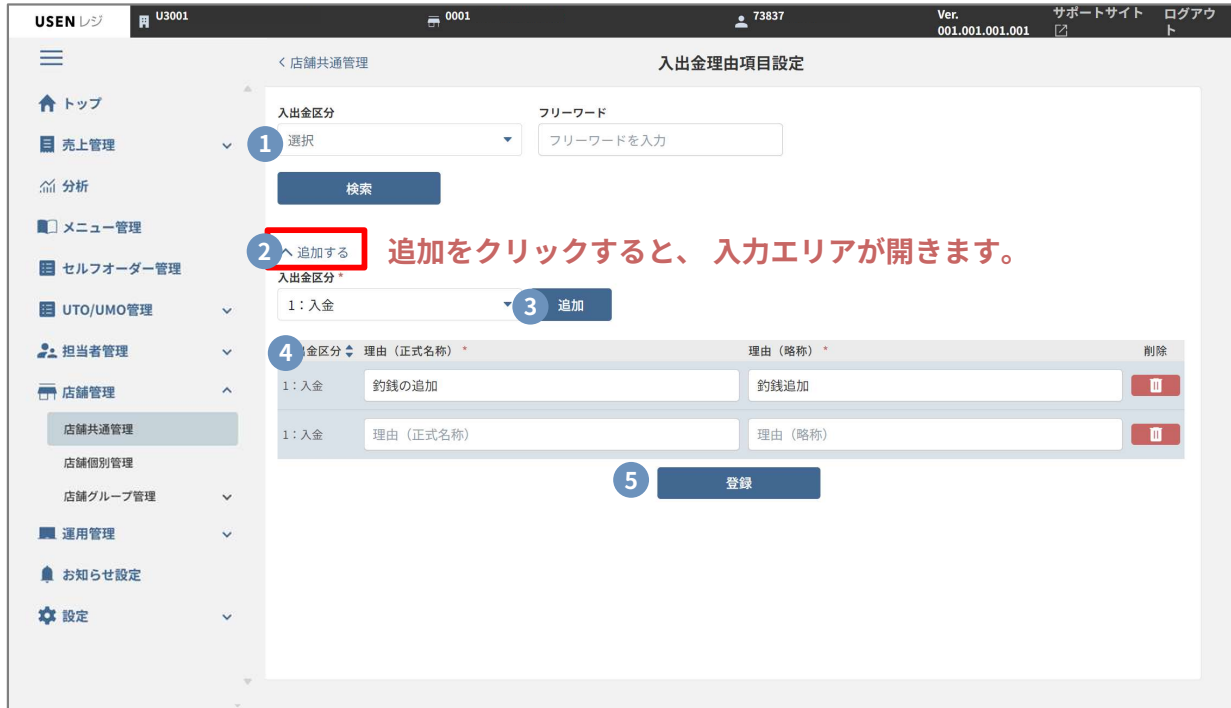 USEN レジ U3001 0001 73837 Ver. 001.001.001.001 サポートサイト ログアウト
< 店舗共通管理 入出金理由項目設定
トップ
売上管理
分析
メニュー管理
セルフオーダー管理
UTO/UMO管理
担当者管理
店舗管理
店舗共通管理
店舗個別管理
店舗グループ管理
運用管理
お知らせ設定
設定
入出金区分 フリーワード
1 選択 フリーワードを入力
検索
2 追加する 追加をクリックすると、 入力エリアが開きます。
入出金区分 *
1：入金 3 追加
4 金区分 理由（正式名称） * 理由（略称） * 削除
1：入金 釣銭の追加 釣銭追加
1：入金 理由（正式名称） 理由（略称）
5 登録